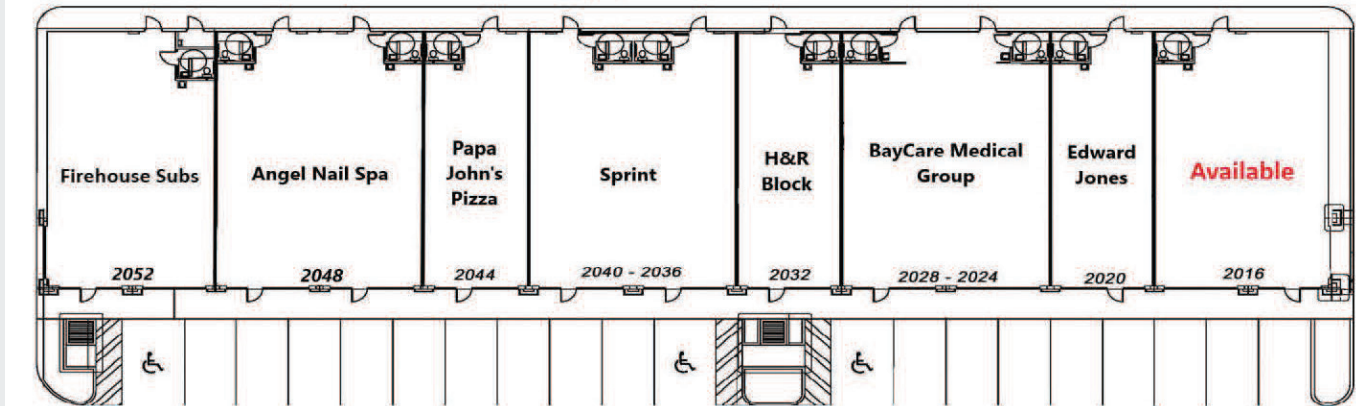 Firehouse Subs
2052
Angel Nail Spa
2048
Papa
John's
Pizza
2044
Sprint
2040 - 2036
H&R
Block
2032
BayCare Medical
Group
2028 - 2024
Edward
Jones
2020
Available
2016